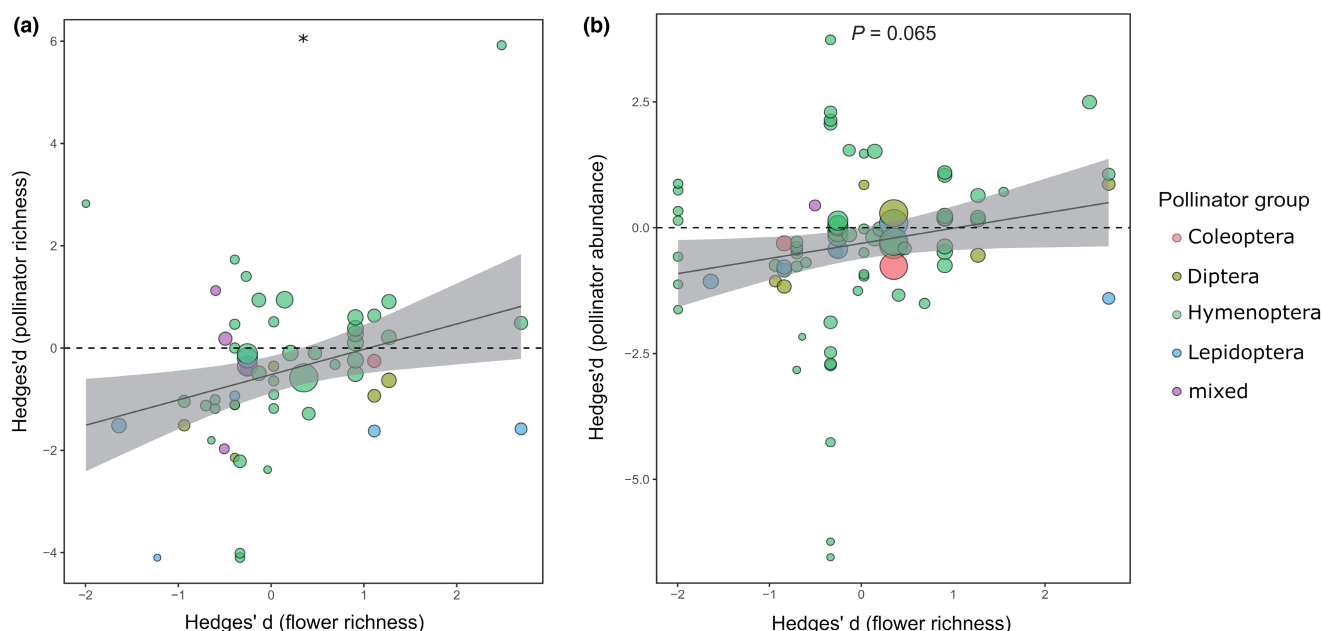 (a)
*
6
4
2
0
−2
−4
−2
−1
0
1
2
Hedges'd (pollinator richness)
Hedges' d (flower richness)
(b)
P = 0.065
2.5
0.0
−2.5
−5.0
−2
−1
0
1
2
Hedges'd (pollinator abundance)
Hedges' d (flower richness)
Pollinator group
Coleoptera
Diptera
Hymenoptera
Lepidoptera
mixed